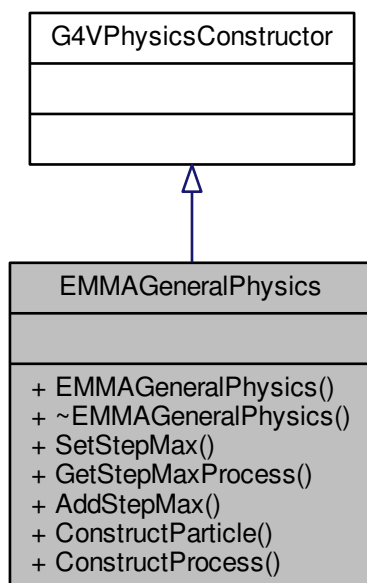 G4VPhysicsConstructor
EMMAGeneralPhysics
+ EMMAGeneralPhysics()
+ ~EMMAGeneralPhysics()
+ SetStepMax()
+ GetStepMaxProcess()
+ AddStepMax()
+ ConstructParticle()
+ ConstructProcess()